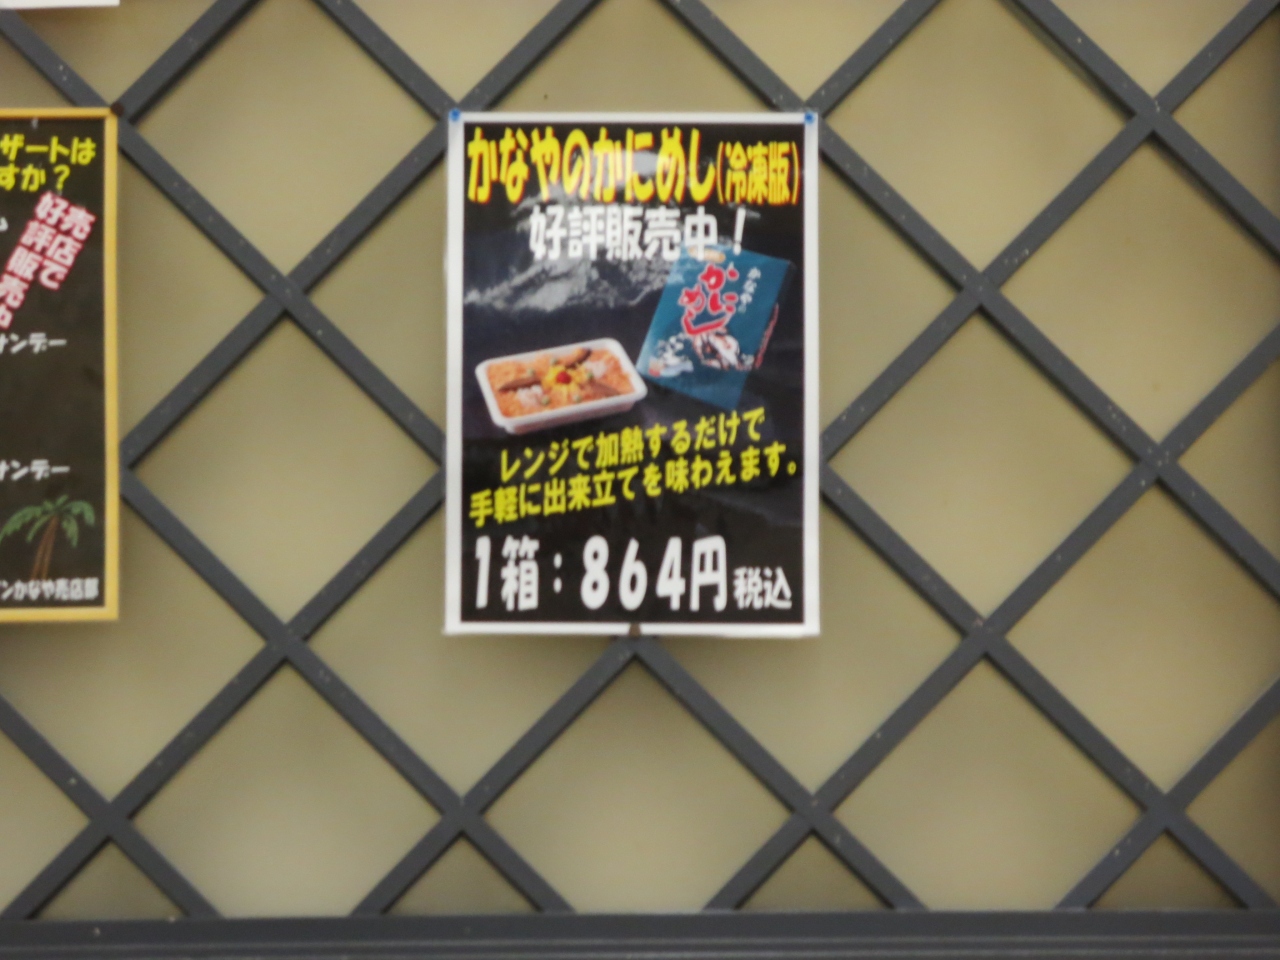 ザートは
すか？
売店で
好評販売中
サンデー
サンデー
ンかなや売店部
かなやのかにめし(冷凍版)
好評販売中！
かなやの
かにめし
レンジで加熱するだけで
手軽に出来立てを味わえます。
1箱：864円税込